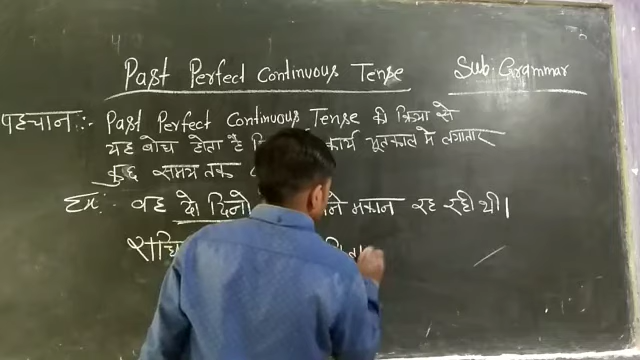 Past Perfect Continuous Tense Sub: Grammar
पहचान:- Past Perfect Continuous Tense की क्रिया से
यह बोध होता है कार्य भूतकाल मे लगातार
कुछ समय तक
Ex:- वह दो दिनो मकान रह रही थी।